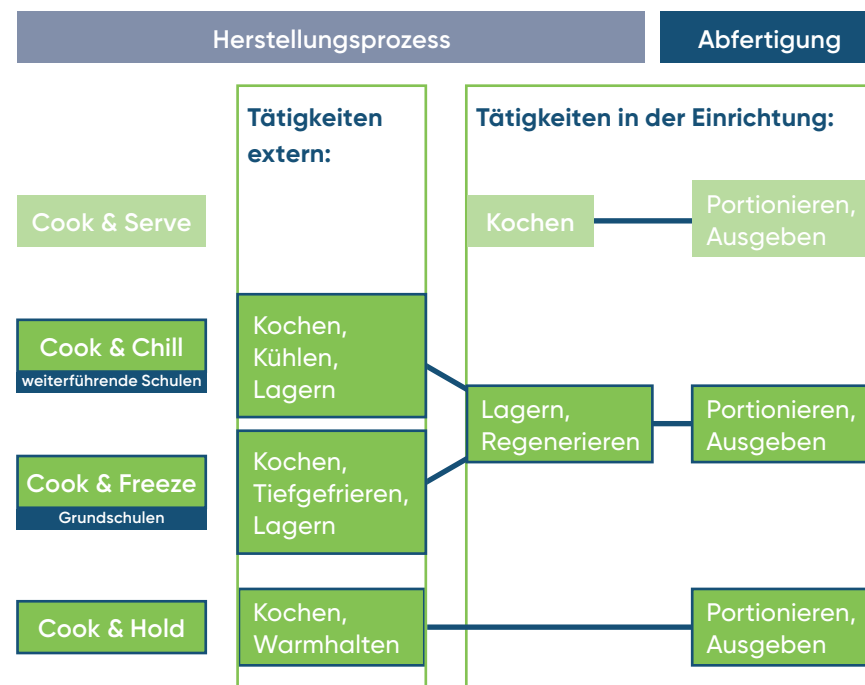 Herstellungsprozess
Abfertigung
Tätigkeiten
extern:
Tätigkeiten in der Einrichtung:
Cook & Serve
Kochen
Portionieren,
Ausgeben
Cook & Chill
weiterführende Schulen
Kochen,
Kühlen,
Lagern
Cook & Freeze
Grundschulen
Kochen,
Tiefgefrieren,
Lagern
Lagern,
Regenerieren
Portionieren,
Ausgeben
Cook & Hold
Kochen,
Warmhalten
Portionieren,
Ausgeben